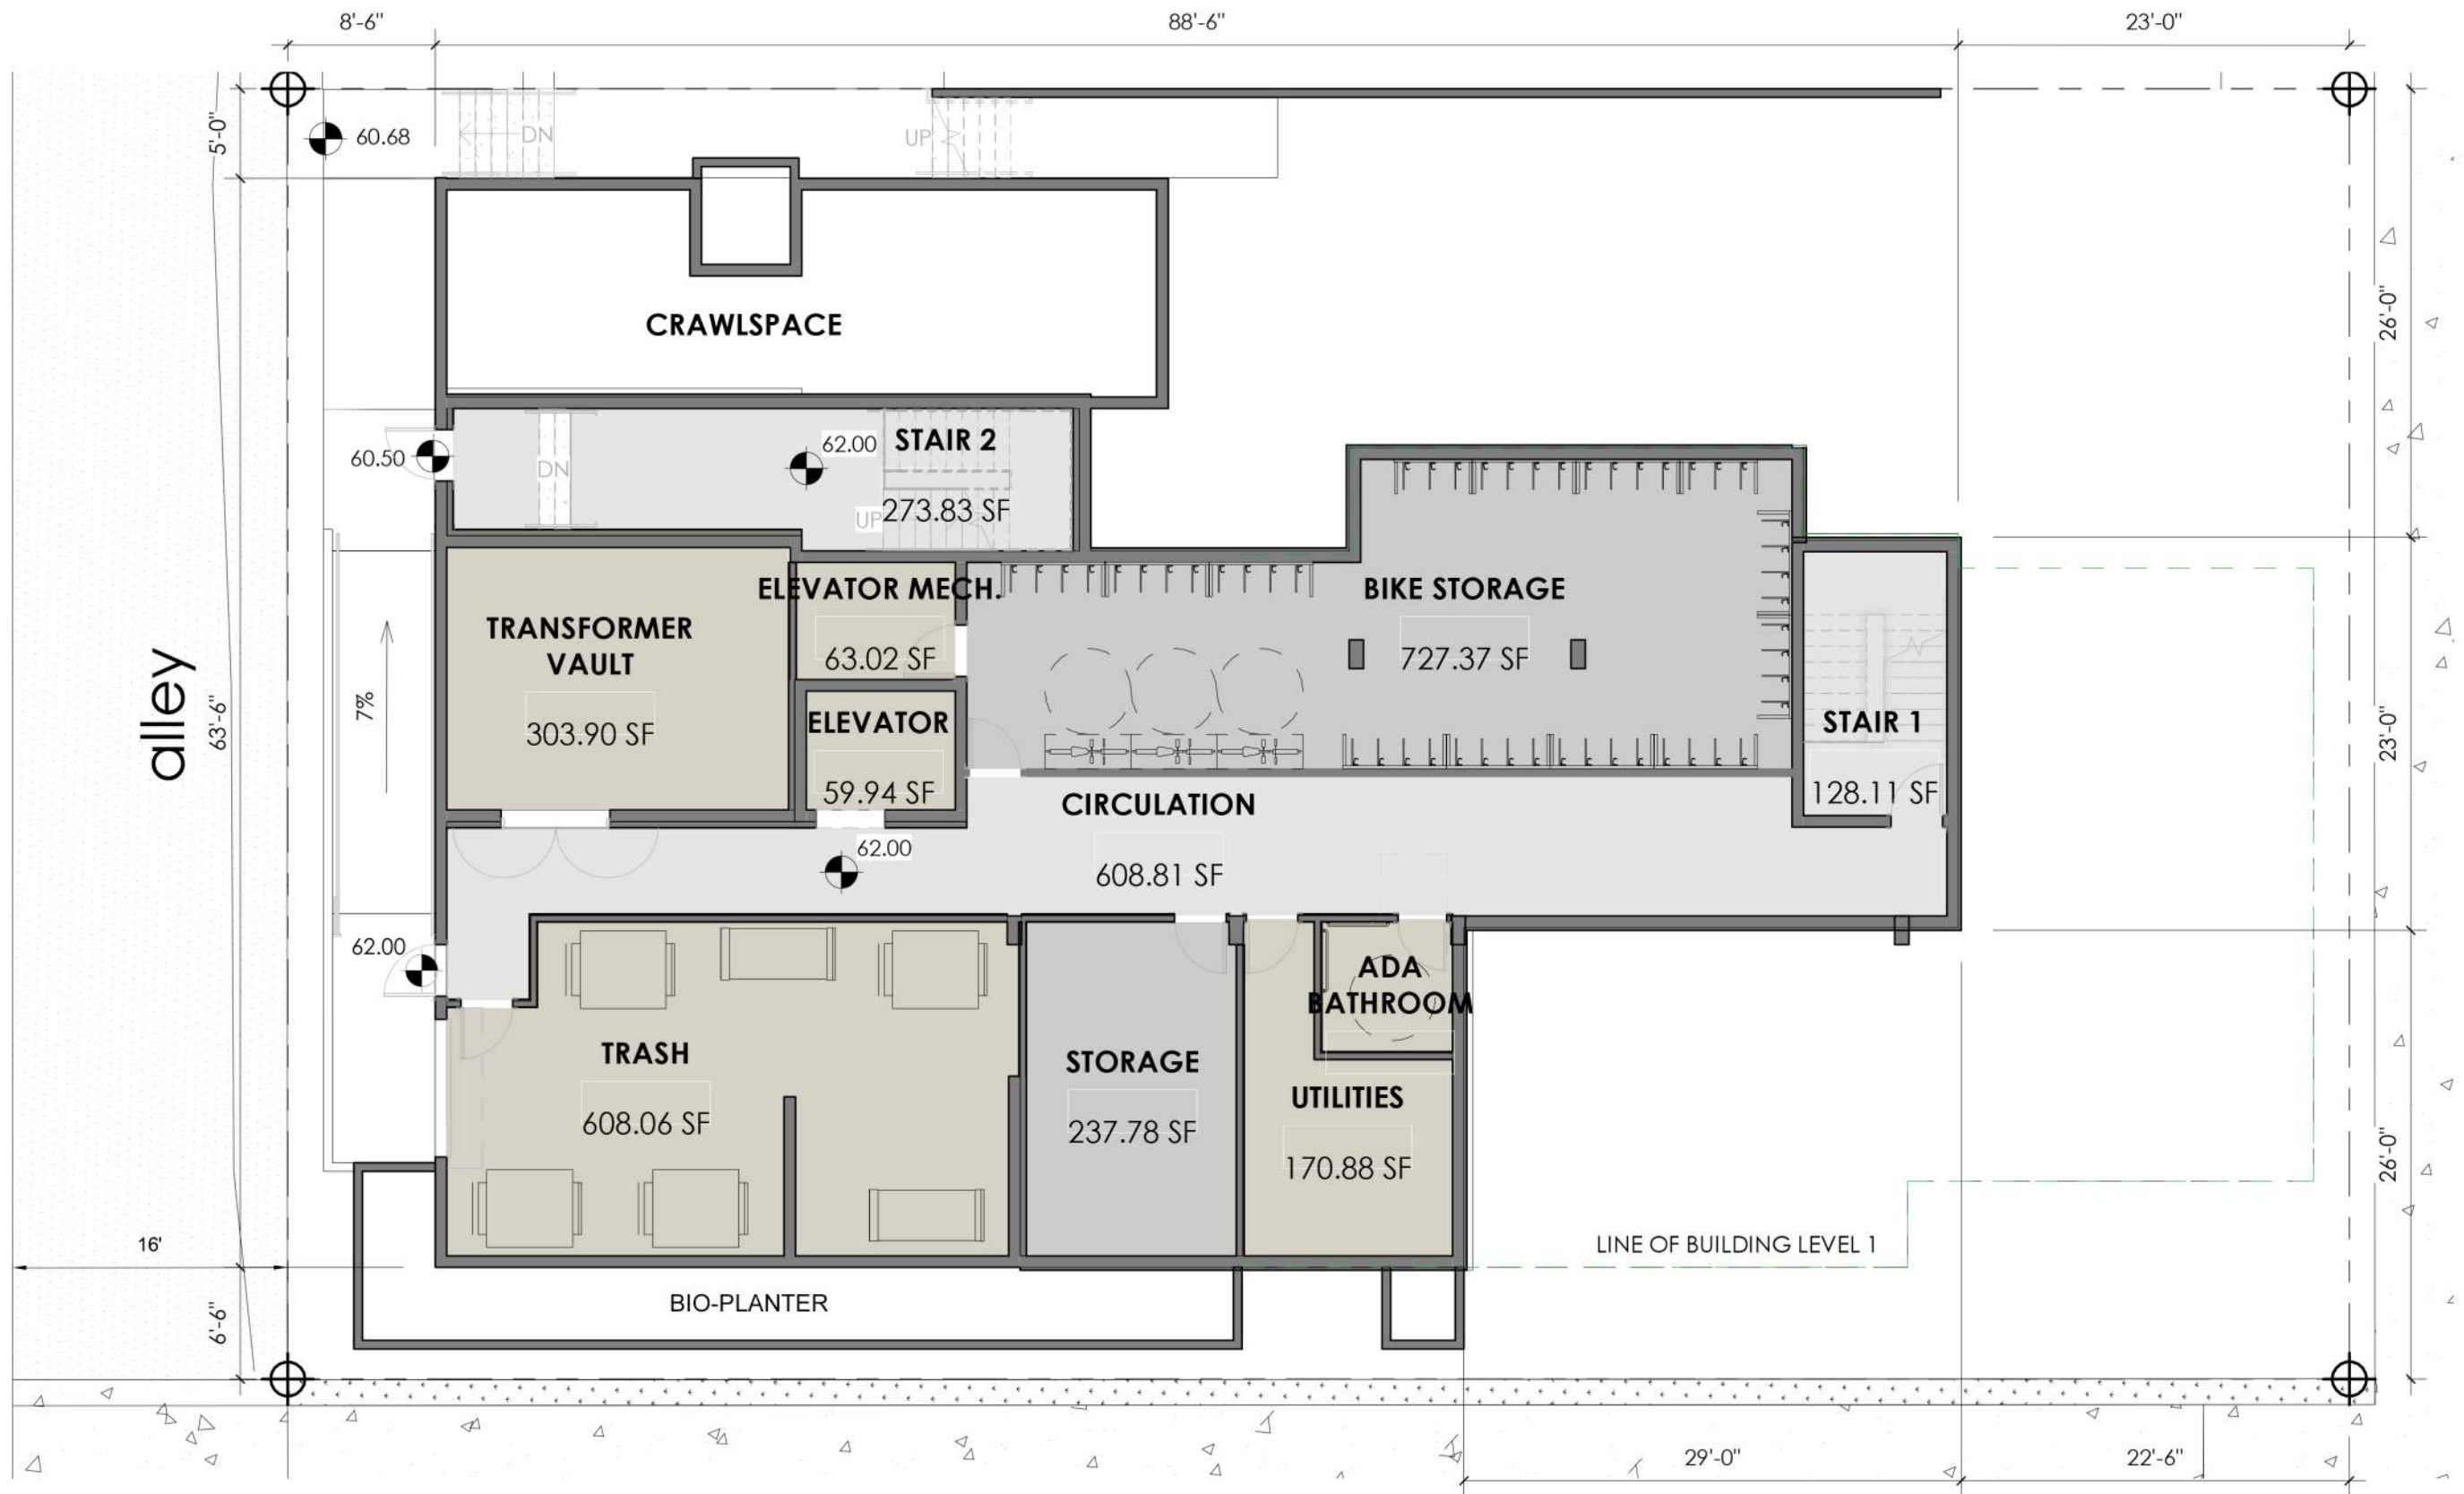 8'-6"
88'-6"
23'-0"
5'-0"
60.68
DN
UP
26'-0"
CRAWLSPACE
60.50
DN
62.00
STAIR 2
UP
273.83 SF
ELEVATOR MECH.
63.02 SF
BIKE STORAGE
727.37 SF
TRANSFORMER
VAULT
303.90 SF
alley
63'-6"
7%
ELEVATOR
59.94 SF
STAIR 1
128.11 SF
23'-0"
CIRCULATION
608.81 SF
62.00
62.00
TRASH
608.06 SF
STORAGE
237.78 SF
ADA
BATHROOM
UTILITIES
170.88 SF
26'-0"
16'
LINE OF BUILDING LEVEL 1
6'-6"
BIO-PLANTER
29'-0"
22'-6"